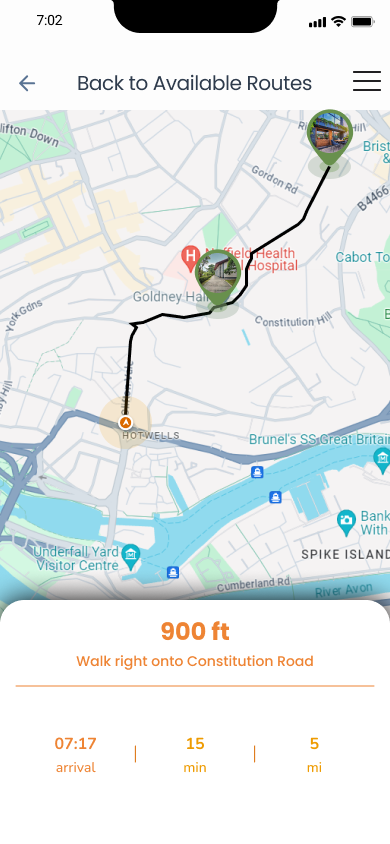 7:02
Back to Available Routes
lifton Down
Hill
Brist
&
Gordon Rd
B4466
H
Health
Hospital
Cabot To
Goldney
York Gdns
Constitution Hill
E
by Hill
HOTWELLS
Brunel's SS Great Britain
Bank
With
Underfall Yard
Visitor Centre
SPIKE ISLAND
Cumberland Rd
River Avon
900 ft
Walk right onto Constitution Road
07:17
15
5
arrival
min
mi